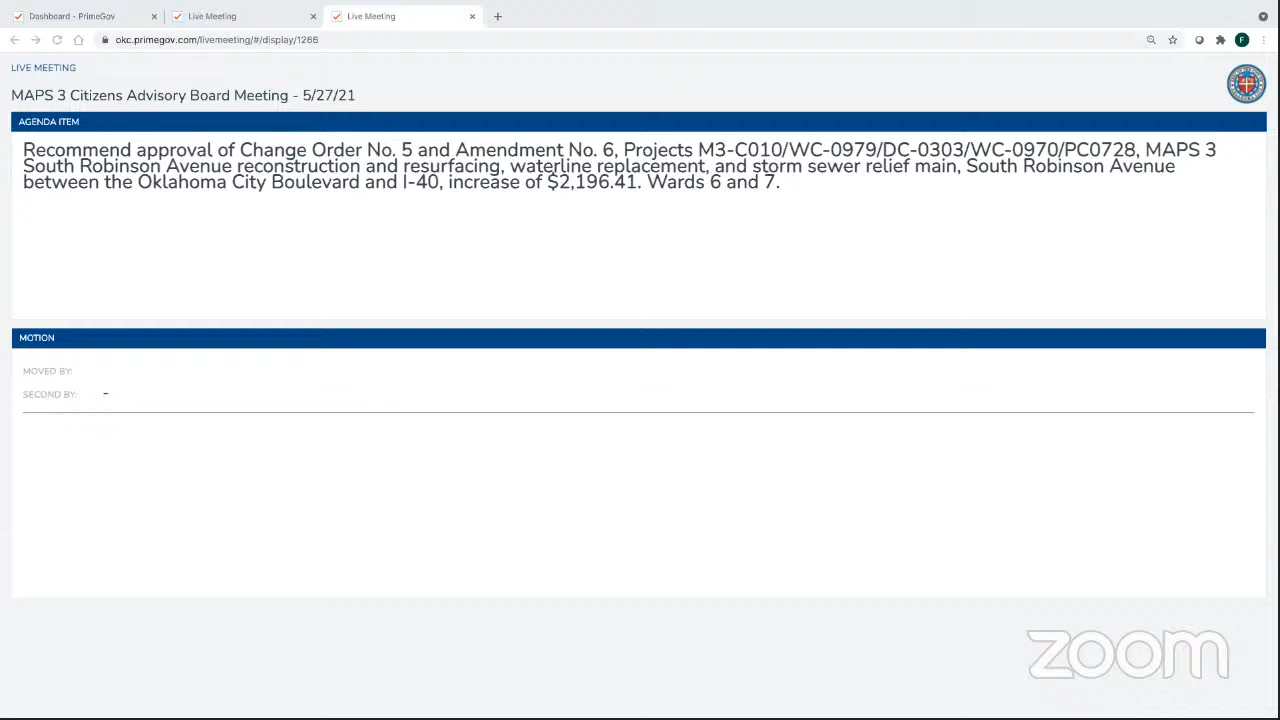 Dashboard - PrimeGov
Live Meeting
Live Meeting
okc.primegov.com/livemeeting/#/display/1266
F
LIVE MEETING
MAPS 3 Citizens Advisory Board Meeting - 5/27/21
AGENDA ITEM
Recommend approval of Change Order No. 5 and Amendment No. 6, Projects M3-C010/WC-0979/DC-0303/WC-0970/PC0728, MAPS 3
South Robinson Avenue reconstruction and resurfacing, waterline replacement, and storm sewer relief main, South Robinson Avenue
between the Oklahoma City Boulevard and I-40, increase of $2,196.41. Wards 6 and 7.
MOTION
MOVED BY:
SECOND BY: -
zoom